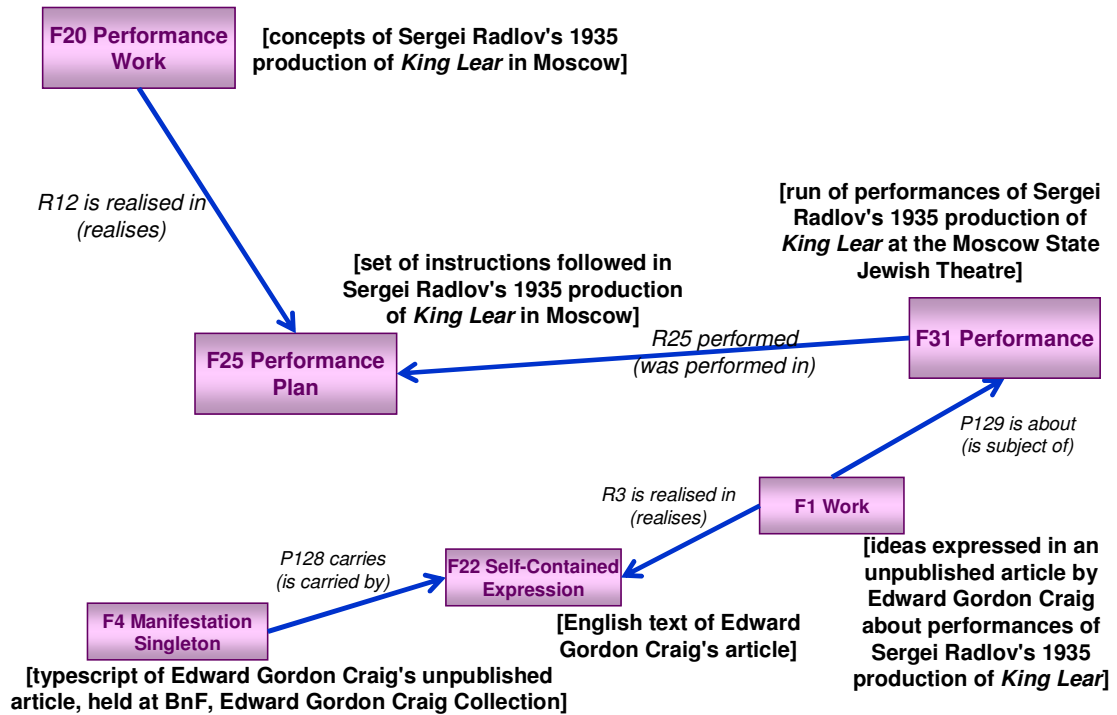 F20 Performance
Work
[concepts of Sergei Radlov's 1935
production of King Lear in Moscow]
R12 is realised in
(realises)
[run of performances of Sergei
Radlov's 1935 production of
King Lear at the Moscow State
Jewish Theatre]
[set of instructions followed in
Sergei Radlov's 1935 production
of King Lear in Moscow]
F25 Performance
Plan
R25 performed
(was performed in)
F31 Performance
P129 is about
(is subject of)
R3 is realised in
(realises)
F1 Work
[ideas expressed in an
unpublished article by
Edward Gordon Craig
about performances of
Sergei Radlov's 1935
production of King Lear]
P128 carries
(is carried by)
F22 Self-Contained
Expression
[English text of Edward
Gordon Craig's article]
F4 Manifestation
Singleton
[typescript of Edward Gordon Craig's unpublished
article, held at BnF, Edward Gordon Craig Collection]